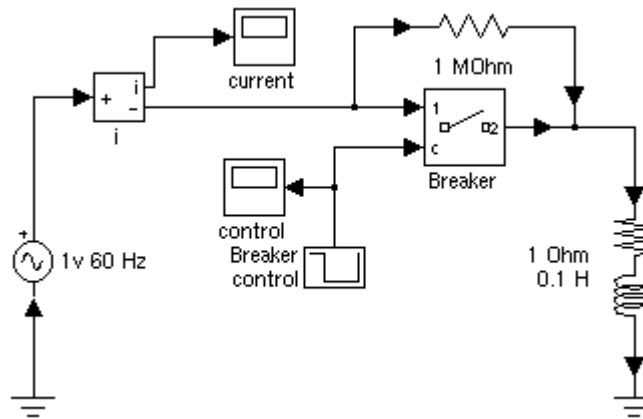 current
1 MOhm
+
i
-
i
1
2
c
Breaker
control
Breaker
control
+
1v 60 Hz
1 Ohm
0.1 H